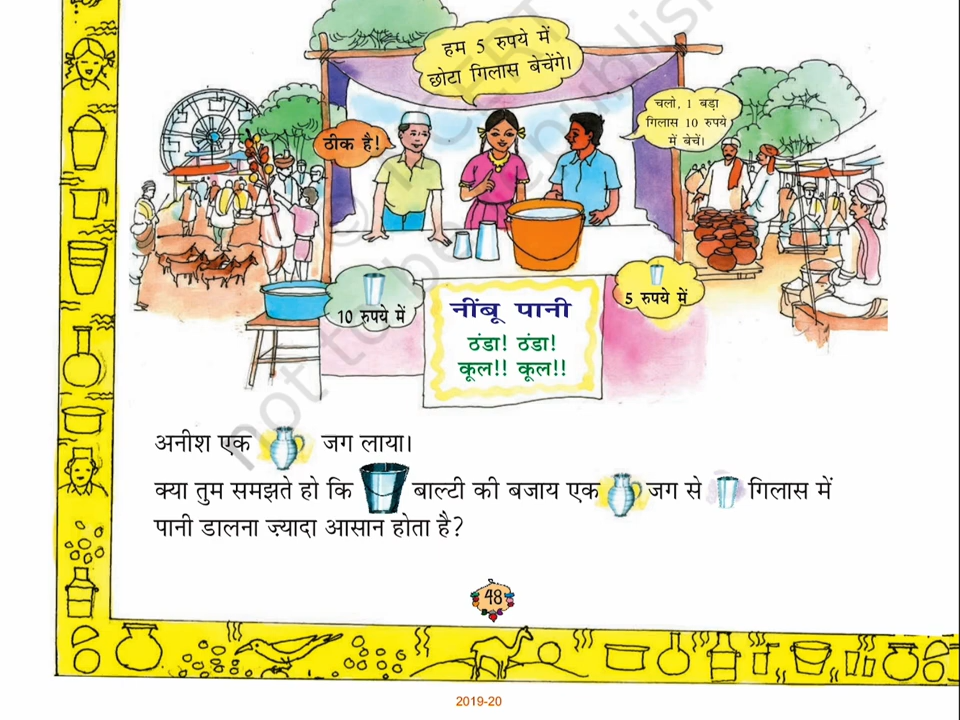 हम 5 रुपये में
छोटा गिलास बेचेंगे।
चलो, 1 बड़ा
गिलास 10 रुपये
में बेचें।
ठीक है!
10 रुपये में
5 रुपये में
नींबू पानी
ठंडा! ठंडा!
कूल!! कूल!!
अनीश एक जग लाया।
क्या तुम समझते हो कि बाल्टी की बजाय एक जग से गिलास में
पानी डालना ज़्यादा आसान होता है?
48
2019-20